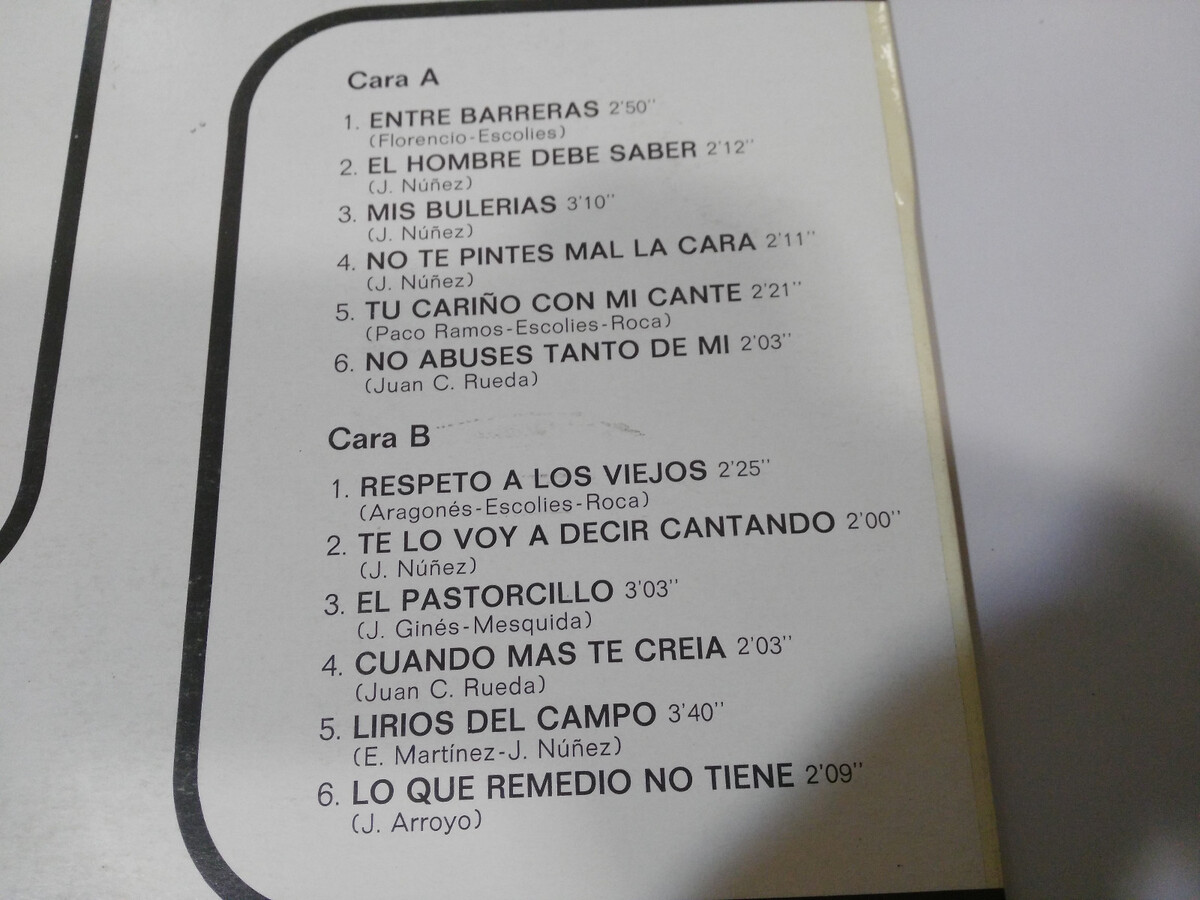 Cara A
1. ENTRE BARRERAS 2'50''
(Florencio-Escolies)
2. EL HOMBRE DEBE SABER 2'12''
(J. Núñez)
3. MIS BULERIAS 3'10''
(J. Núñez)
4. NO TE PINTES MAL LA CARA 2'11''
(J. Núñez)
5. TU CARIÑO CON MI CANTE 2'21''
(Paco Ramos-Escolies-Roca)
6. NO ABUSES TANTO DE MI 2'03''
(Juan C. Rueda)
Cara B
1. RESPETO A LOS VIEJOS 2'25''
(Aragonés-Escolies-Roca)
2. TE LO VOY A DECIR CANTANDO 2'00''
(J. Núñez)
3. EL PASTORCILLO 3'03''
(J. Ginés-Mesquida)
4. CUANDO MAS TE CREIA 2'03''
(Juan C. Rueda)
5. LIRIOS DEL CAMPO 3'40''
(E. Martínez-J. Núñez)
6. LO QUE REMEDIO NO TIENE 2'09''
(J. Arroyo)